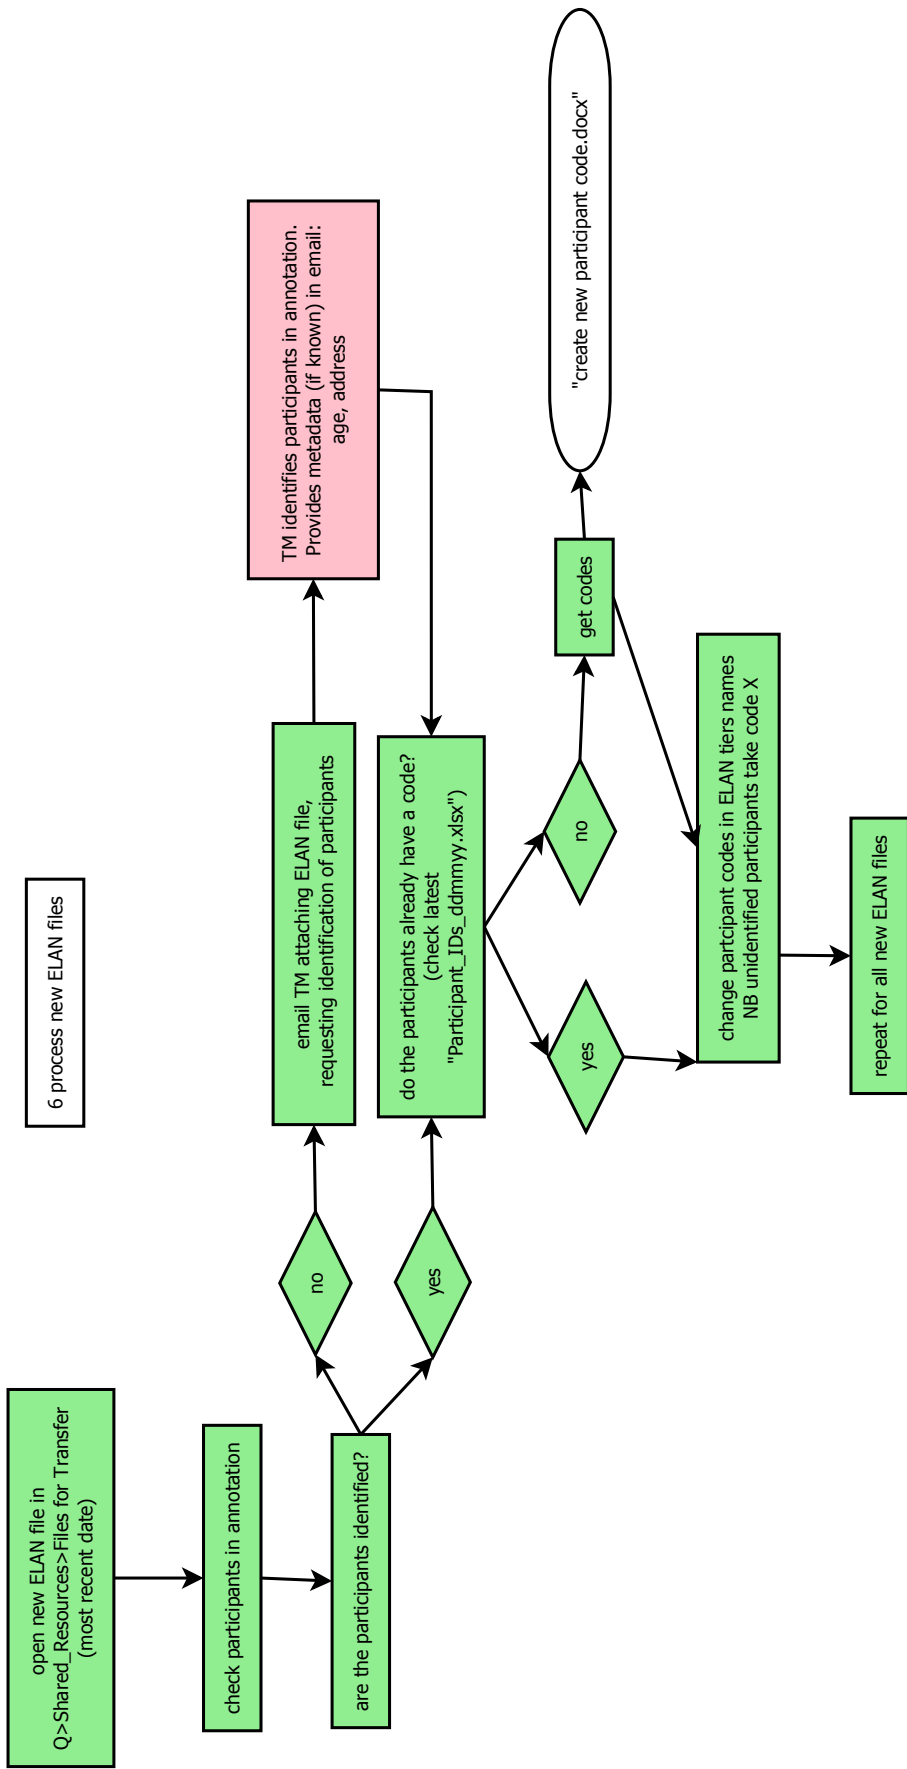 6 process new ELAN files
open new ELAN file in
Q>Shared_Resources>Files for Transfer
(most recent date)
check participants in annotation
are the participants identified?
no
yes
email TM attaching ELAN file,
requesting identification of participants
TM identifies participants in annotation.
Provides metadata (if known) in email:
age, address
do the participants already have a code?
(check latest
"Participant_IDs_ddmmyy.xlsx")
yes
no
get codes
"create new participant code.docx"
change partcipant codes in ELAN tiers names
NB unidentified participants take code X
repeat for all new ELAN files